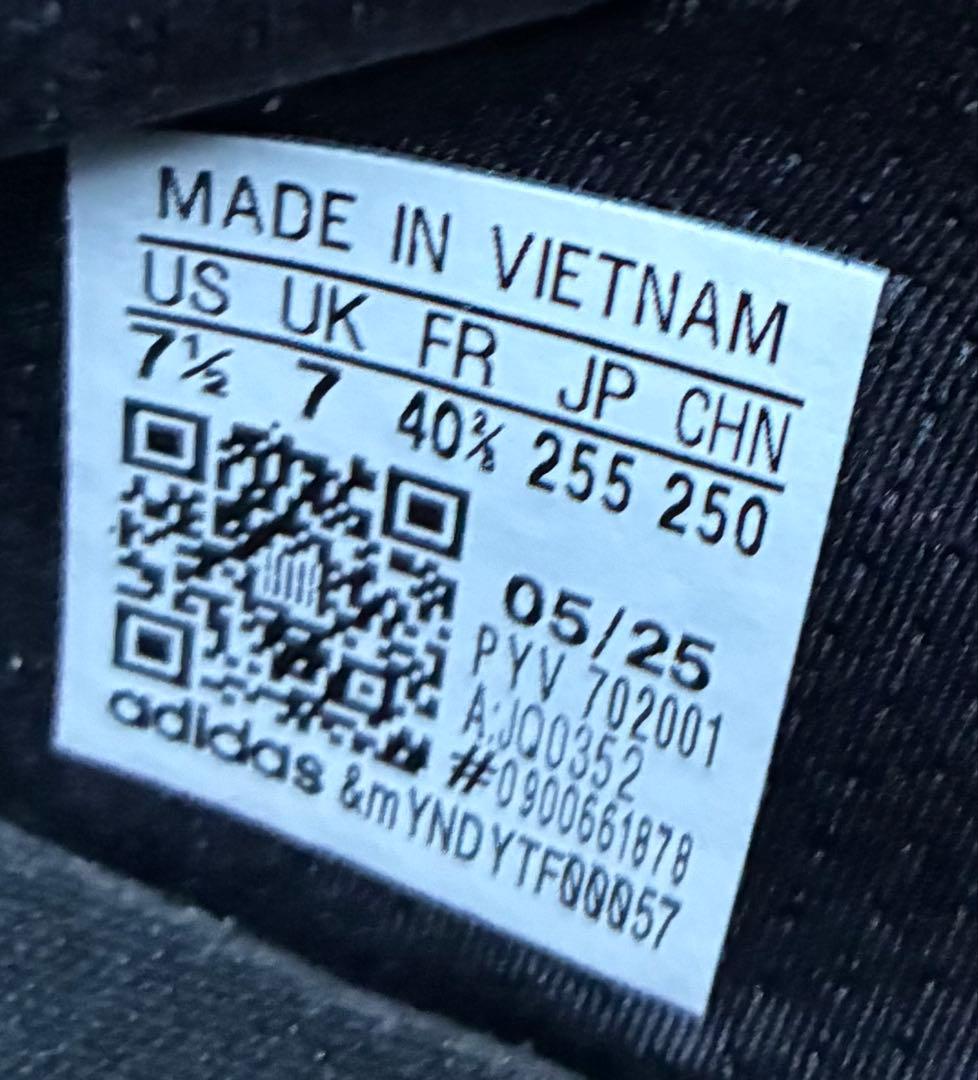 MADE IN VIETNAM
US UK FR JP CHN
7½ 7 40⅔ 255 250
05/25
PYV 702001
A:JQ0352
#0900661878
adidas &mYNDYTF00057